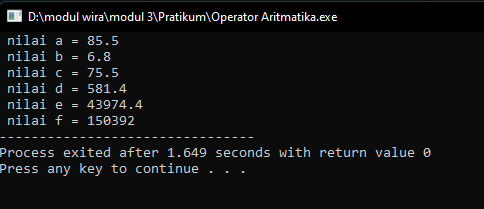 D:\modul wira\modul 3\Pratikum\Operator Aritmatika.exe
nilai a = 85.5
nilai b = 6.8
nilai c = 75.5
nilai d = 581.4
nilai e = 43974.4
nilai f = 150392
--------------------------------
Process exited after 1.649 seconds with return value 0
Press any key to continue . . .